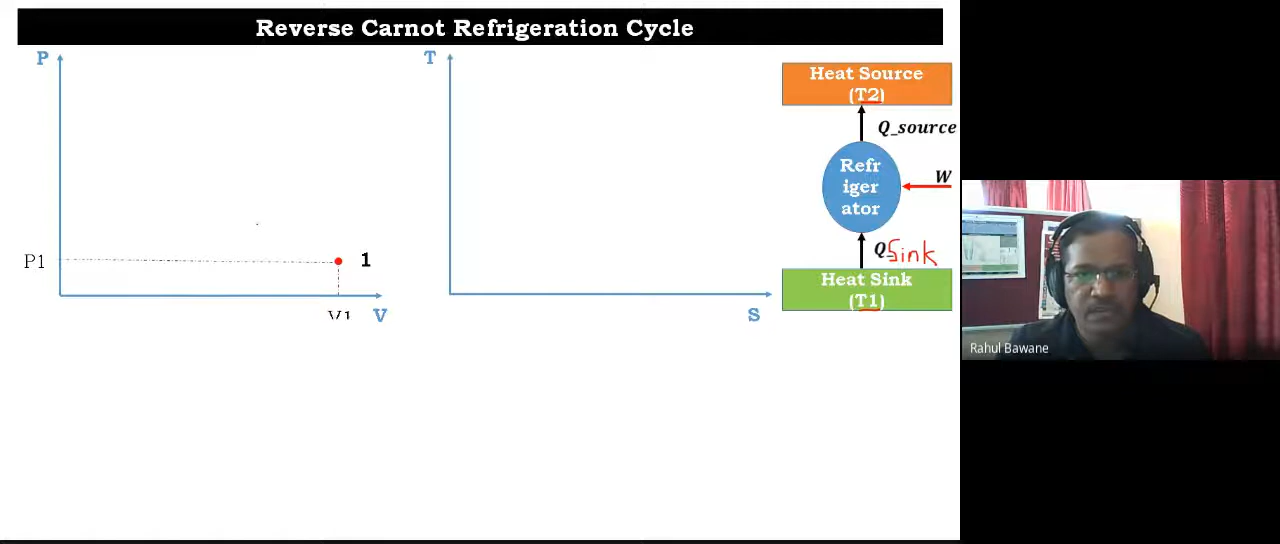 Reverse Carnot Refrigeration Cycle
P
T
Heat Source
(T2)
Q_source
Refr
iger
ator
W
Q_Sink
P1
1
Heat Sink
(T1)
V1
V
S
Rahul Bawane